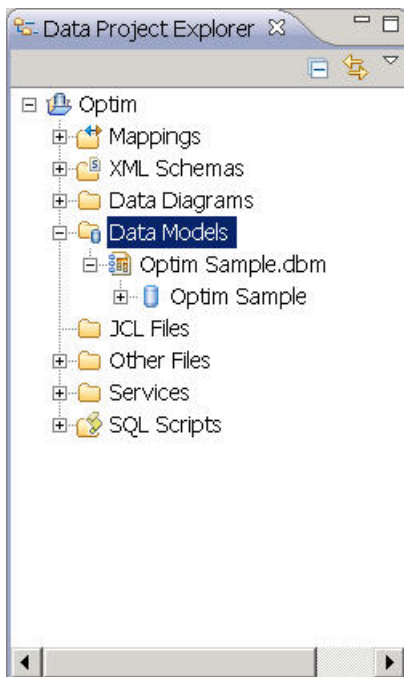 Data Project Explorer
Optim
Mappings
XML Schemas
Data Diagrams
Data Models
Optim Sample.dbm
Optim Sample
JCL Files
Other Files
Services
SQL Scripts